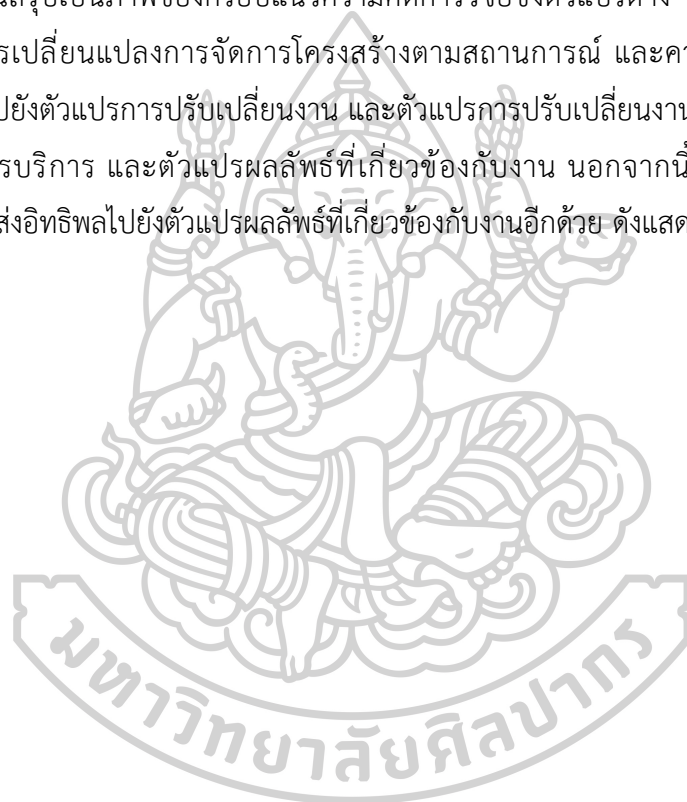 สรุปเป็นภาพของกรอบแนวความคิดการวิจัยซึ่งตัวแปรต่าง
รเปลี่ยนแปลงการจัดการโครงสร้างตามสถานการณ์ และคว
ปยังตัวแปรการปรับเปลี่ยนงาน และตัวแปรการปรับเปลี่ยนงาน
รบริการ และตัวแปรผลลัพธ์ที่เกี่ยวข้องกับงาน นอกจากนี้
ส่งอิทธิพลไปยังตัวแปรผลลัพธ์ที่เกี่ยวข้องกับงานอีกด้วย ดังแสด
มหาวิทยาลัยศิลปากร